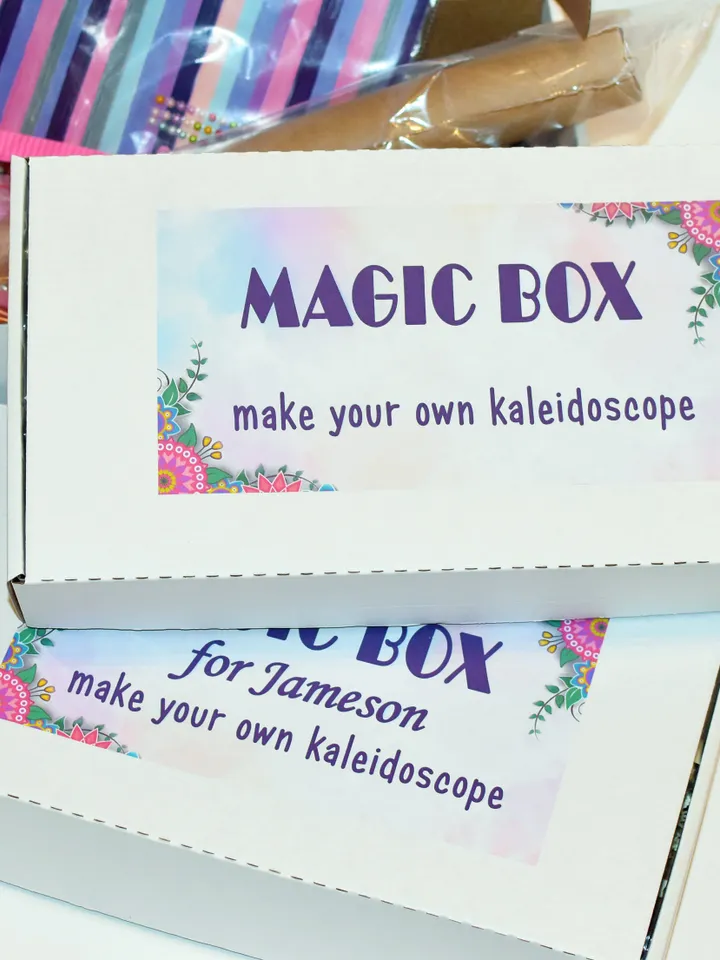 MAGIC BOX
make your own kaleidoscope
BOX
for Jameson
make your own kaleidoscope